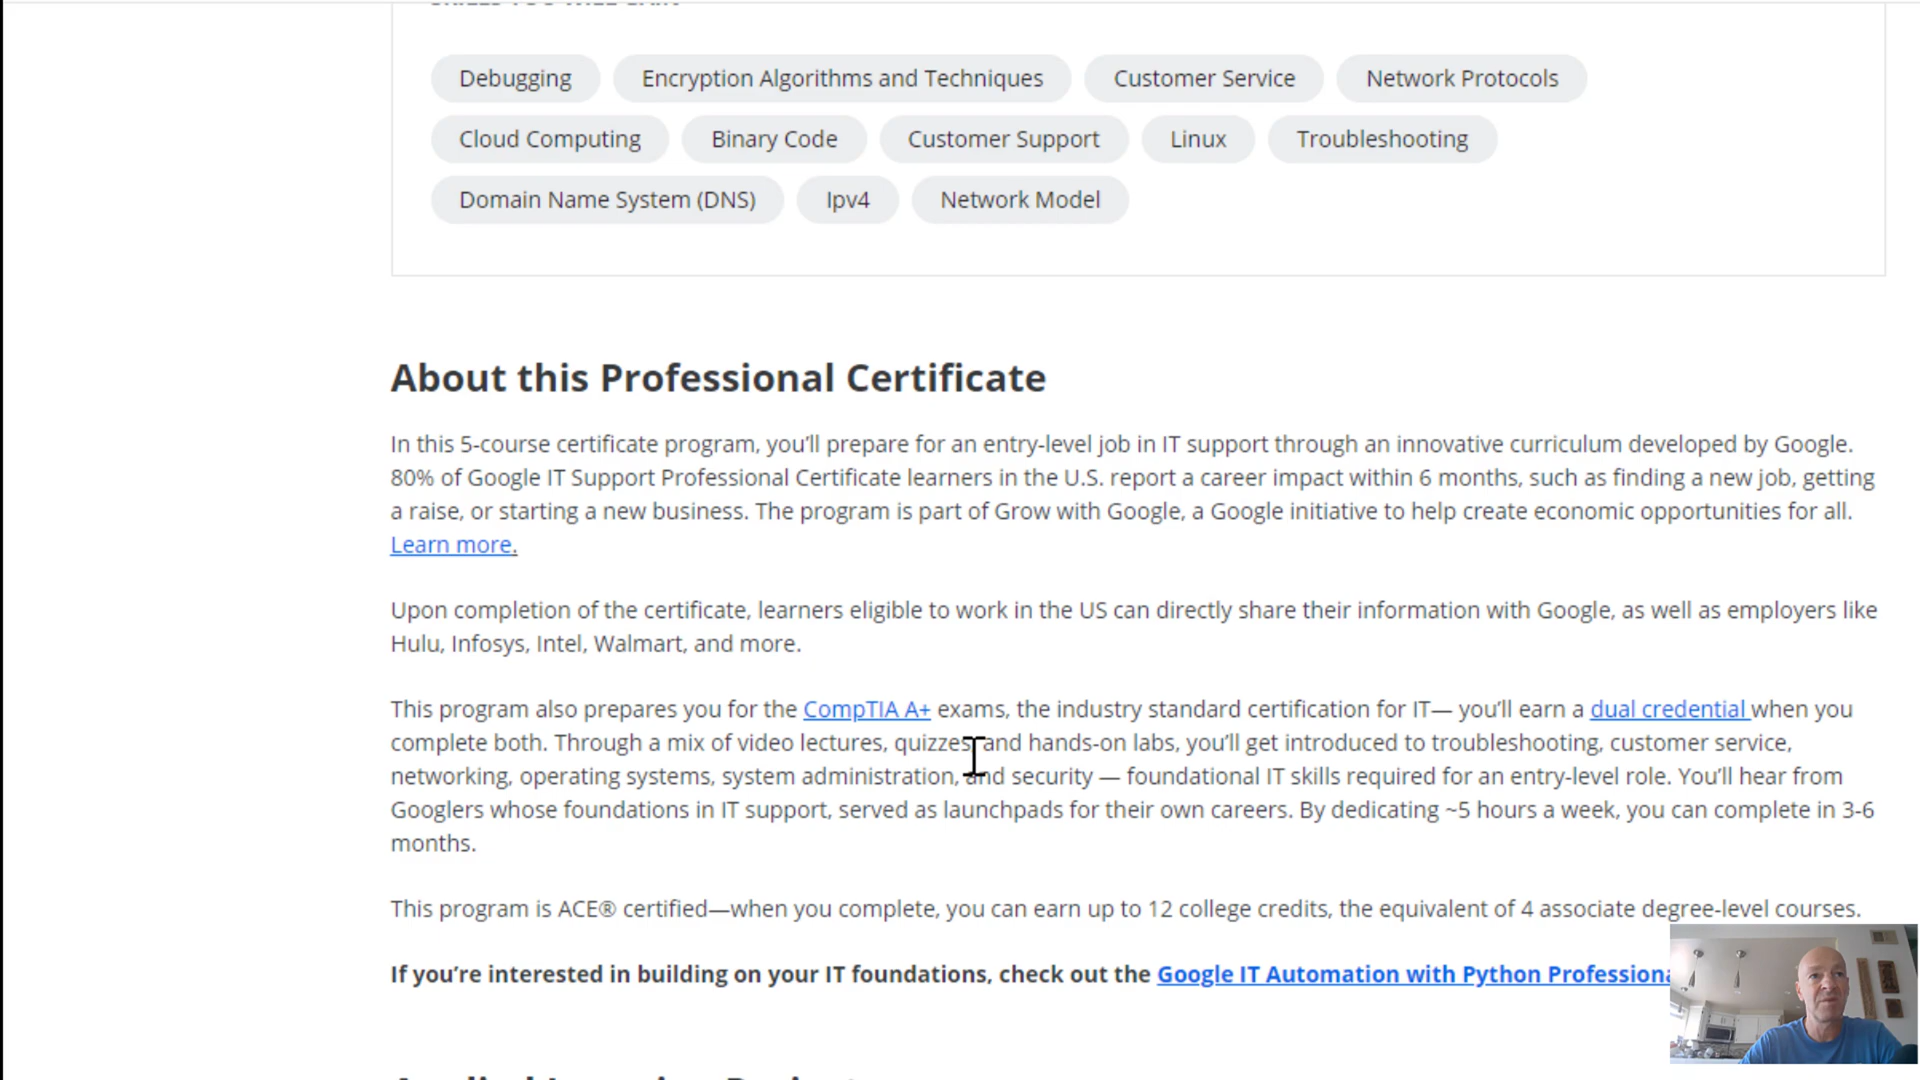 SKILLS YOU WILL GAIN
Debugging Encryption Algorithms and Techniques Customer Service Network Protocols
Cloud Computing Binary Code Customer Support Linux Troubleshooting
Domain Name System (DNS) Ipv4 Network Model
About this Professional Certificate
In this 5-course certificate program, you’ll prepare for an entry-level job in IT support through an innovative curriculum developed by Google.
80% of Google IT Support Professional Certificate learners in the U.S. report a career impact within 6 months, such as finding a new job, getting
a raise, or starting a new business. The program is part of Grow with Google, a Google initiative to help create economic opportunities for all.
Learn more.
Upon completion of the certificate, learners eligible to work in the US can directly share their information with Google, as well as employers like
Hulu, Infosys, Intel, Walmart, and more.
This program also prepares you for the CompTIA A+ exams, the industry standard certification for IT— you’ll earn a dual credential when you
complete both. Through a mix of video lectures, quizzes, and hands-on labs, you’ll get introduced to troubleshooting, customer service,
networking, operating systems, system administration, and security — foundational IT skills required for an entry-level role. You’ll hear from
Googlers whose foundations in IT support, served as launchpads for their own careers. By dedicating ~5 hours a week, you can complete in 3-6
months.
This program is ACE® certified—when you complete, you can earn up to 12 college credits, the equivalent of 4 associate degree-level courses.
If you’re interested in building on your IT foundations, check out the Google IT Automation with Python Professiona